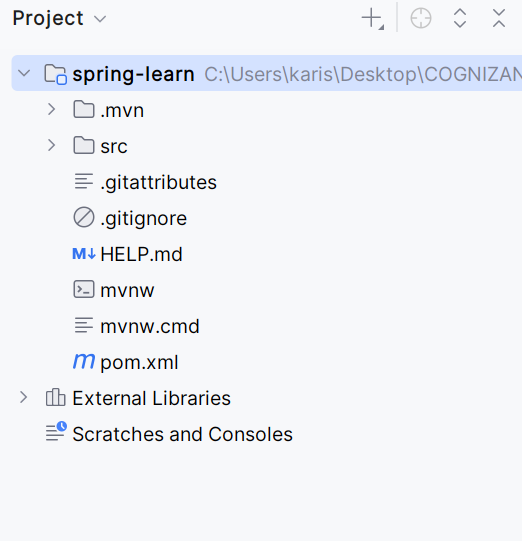 Project
spring-learn C:\Users\karis\Desktop\COGNIZAN
.mvn
src
.gitattributes
.gitignore
M↓ HELP.md
mvnw
mvnw.cmd
m pom.xml
External Libraries
Scratches and Consoles